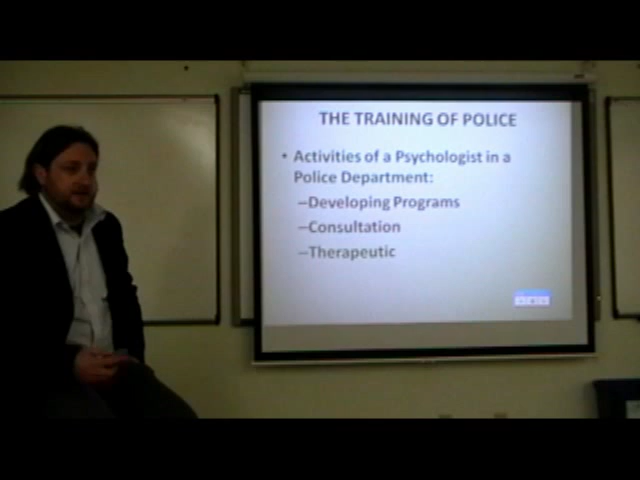 THE TRAINING OF POLICE
• Activities of a Psychologist in a
Police Department:
–Developing Programs
–Consultation
–Therapeutic